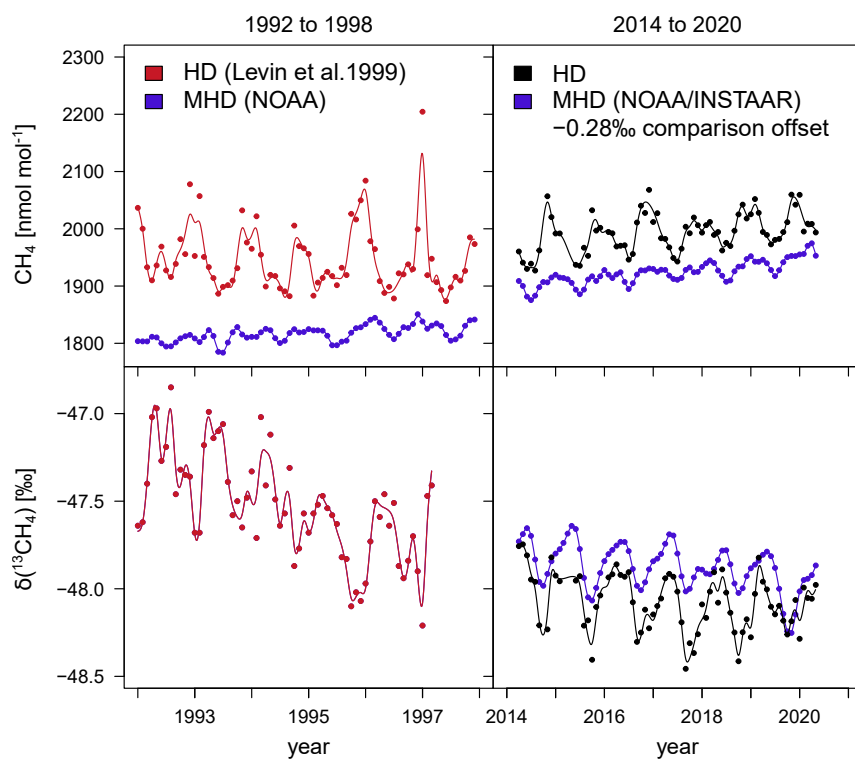 1992 to 1998
2014 to 2020
CH₄ [nmol mol⁻¹]
2300
2200
2100
2000
1900
1800
HD (Levin et al.1999)
MHD (NOAA)
HD
MHD (NOAA/INSTAAR)
−0.28‰ comparison offset
δ(¹³CH₄) [‰]
−47.0
−47.5
−48.0
−48.5
1993
1995
1997
year
2014
2016
2018
2020
year